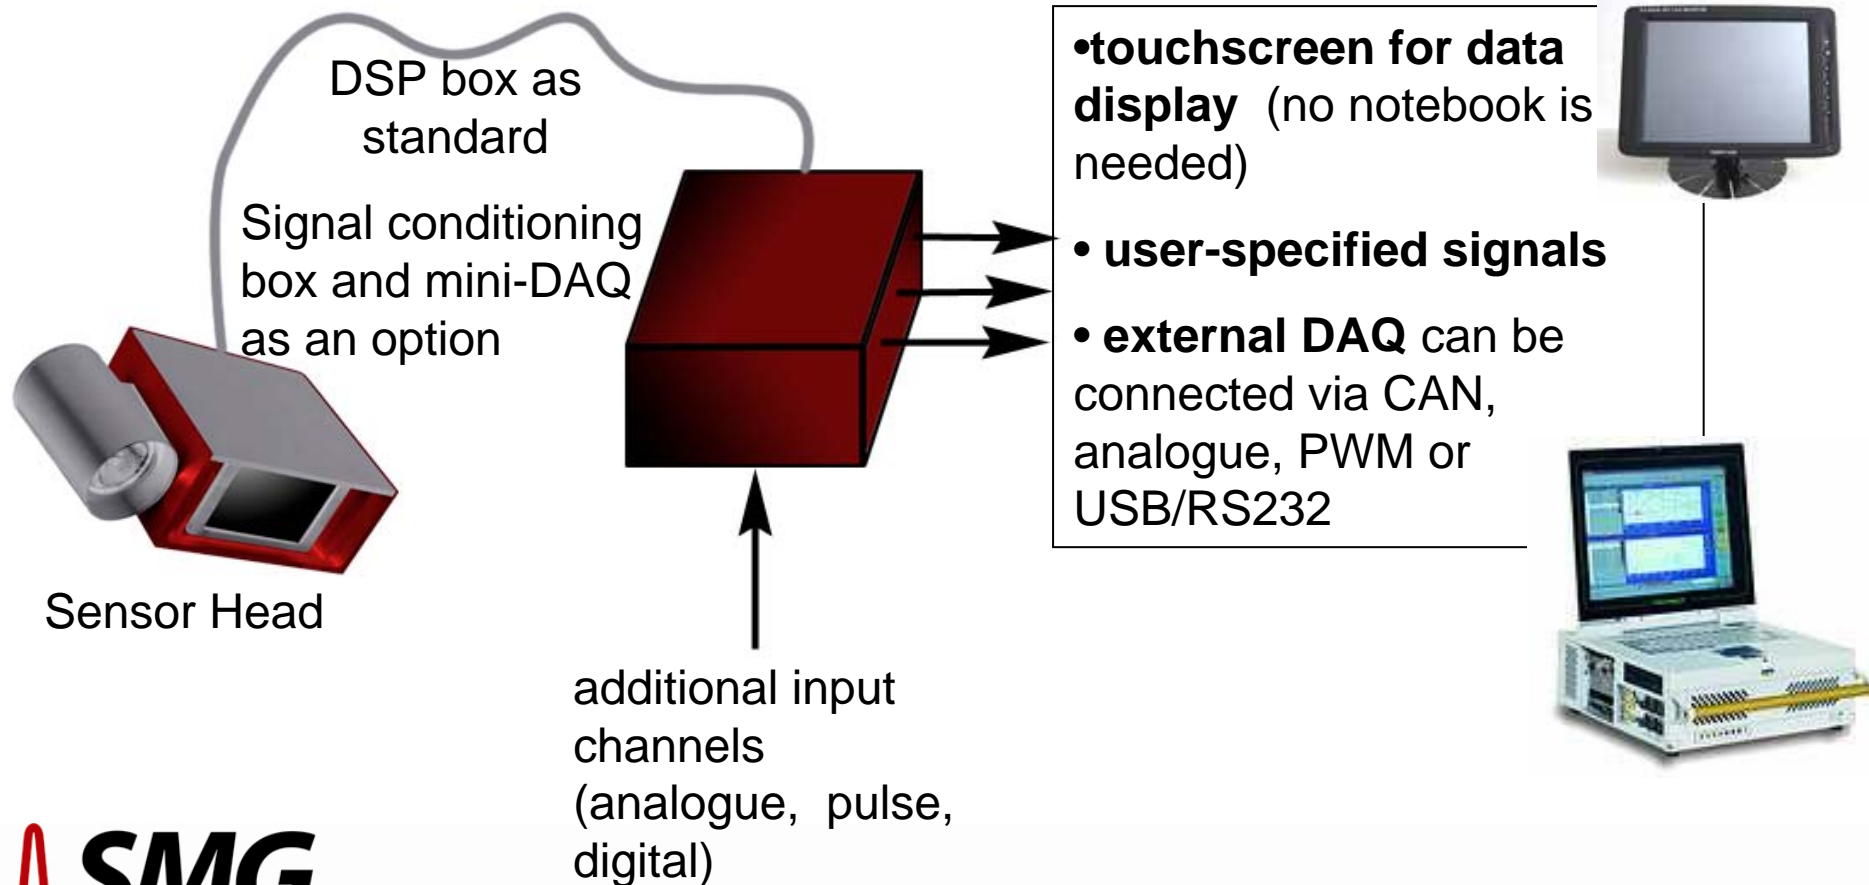 DSP box as
standard
Signal conditioning
box and mini-DAQ
as an option
Sensor Head
additional input
channels
(analogue, pulse,
digital)
•touchscreen for data
display (no notebook is
needed)
• user-specified signals
• external DAQ can be
connected via CAN,
analogue, PWM or
USB/RS232
SMG